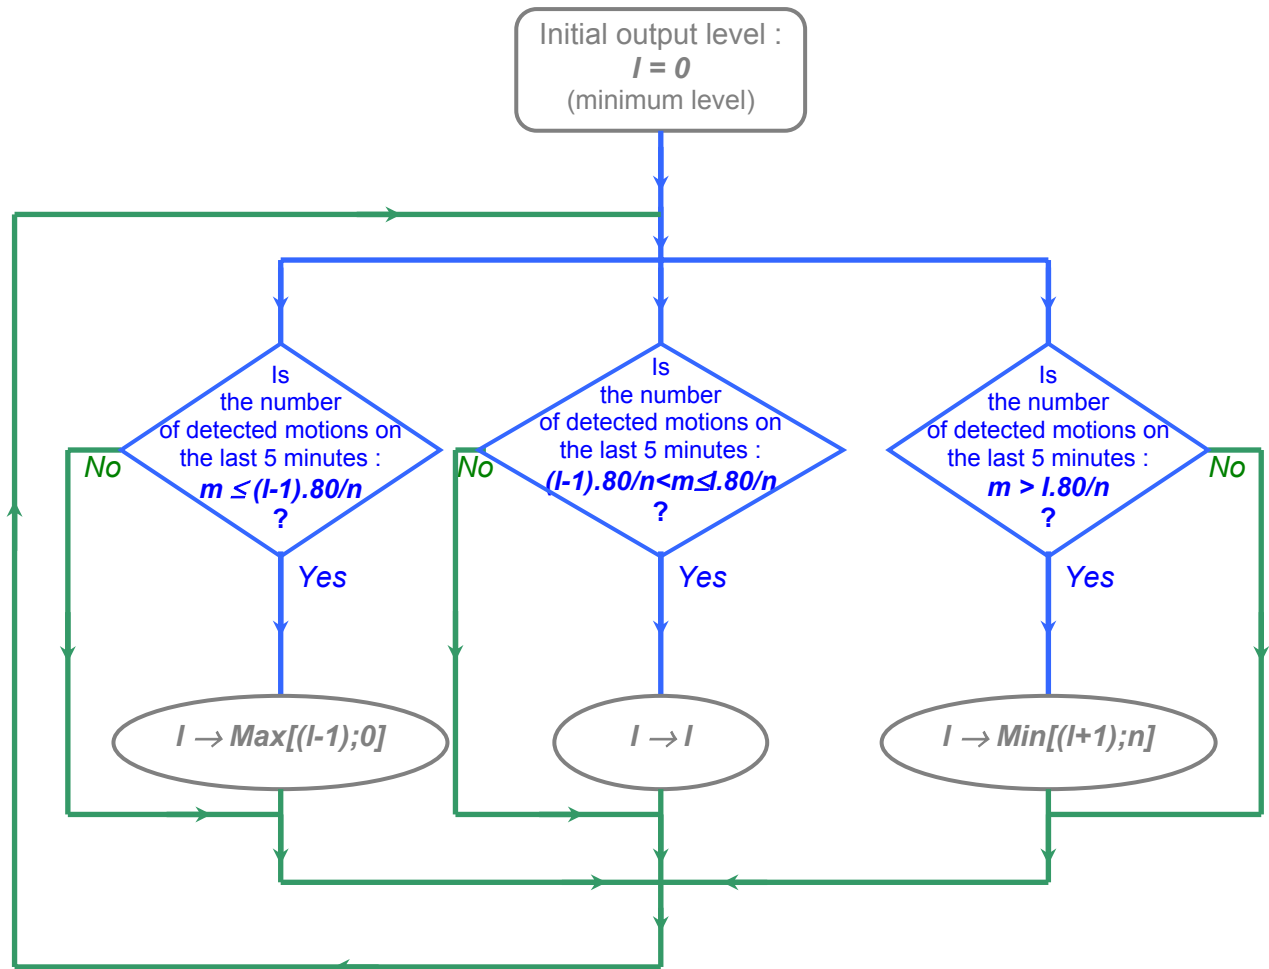 Initial output level :
l = 0
(minimum level)
Is
the number
of detected motions on
the last 5 minutes :
m ≤ (l-1).80/n
?
No
Yes
l → Max[(l-1);0]
Is
the number
of detected motions on
the last 5 minutes :
(l-1).80/n<m≤l.80/n
?
No
Yes
l → l
Is
the number
of detected motions on
the last 5 minutes :
m > l.80/n
?
No
Yes
l → Min[(l+1);n]